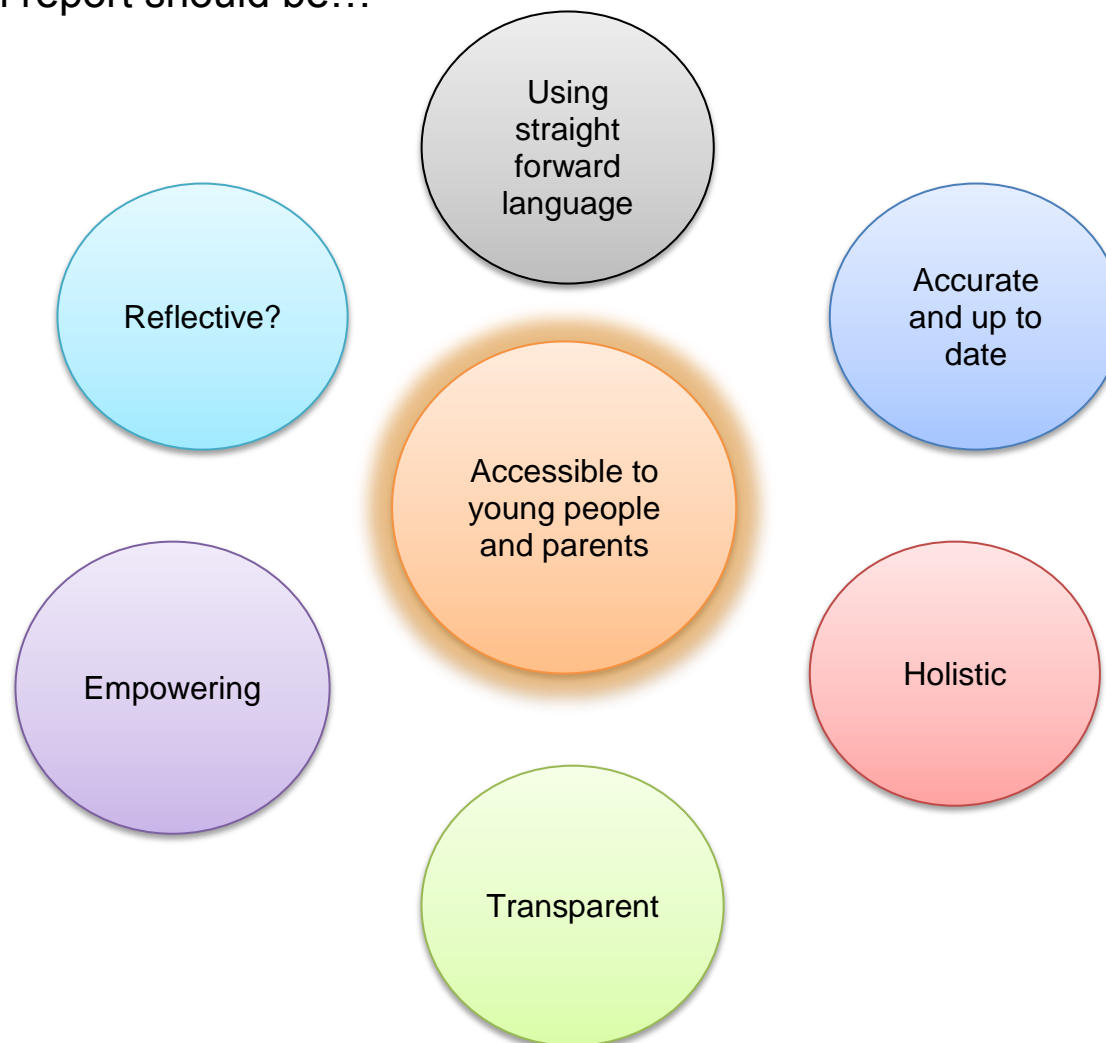 report should be…
Using
straight
forward
language
Reflective?
Accurate
and up to
date
Accessible to
young people
and parents
Empowering
Holistic
Transparent